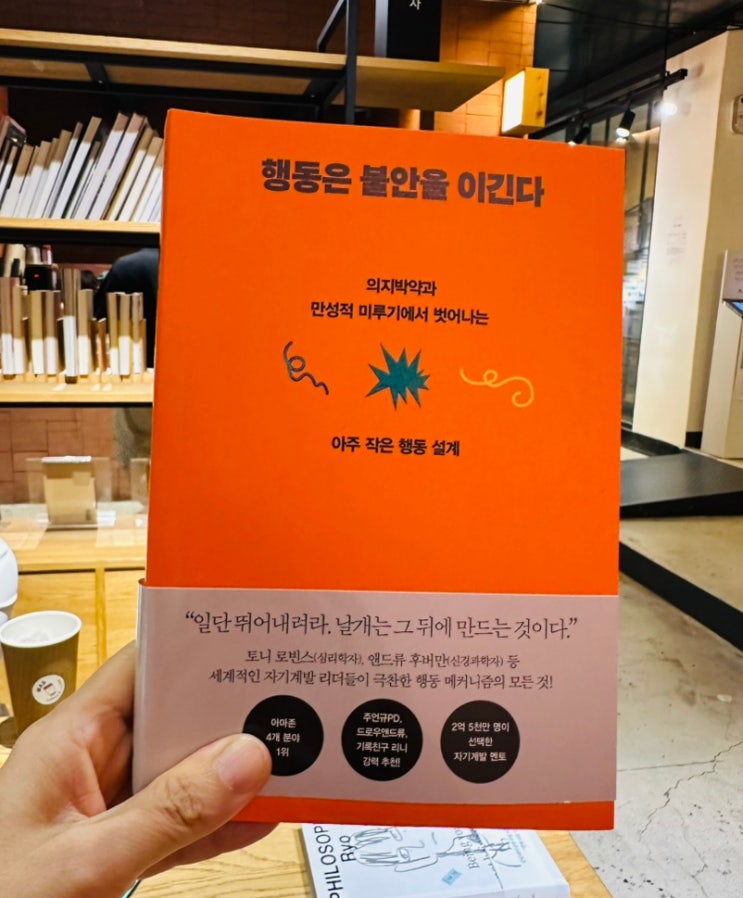 사
행동은 불안을 이긴다
의지박약과
만성적 미루기에서 벗어나는
아주 작은 행동 설계
“일단 뛰어내려라. 날개는 그 뒤에 만드는 것이다.”
토니 로빈스(심리학자), 앤드류 후버만(신경과학자) 등
세계적인 자기계발 리더들이 극찬한 행동 메커니즘의 모든 것!
아마존
4개 분야
1위
주언규PD,
드로우앤드류,
기록친구 리니
강력 추천!
2억 5천만 명이
선택한
자기계발 멘토
PHILOSOP
RYO
Being